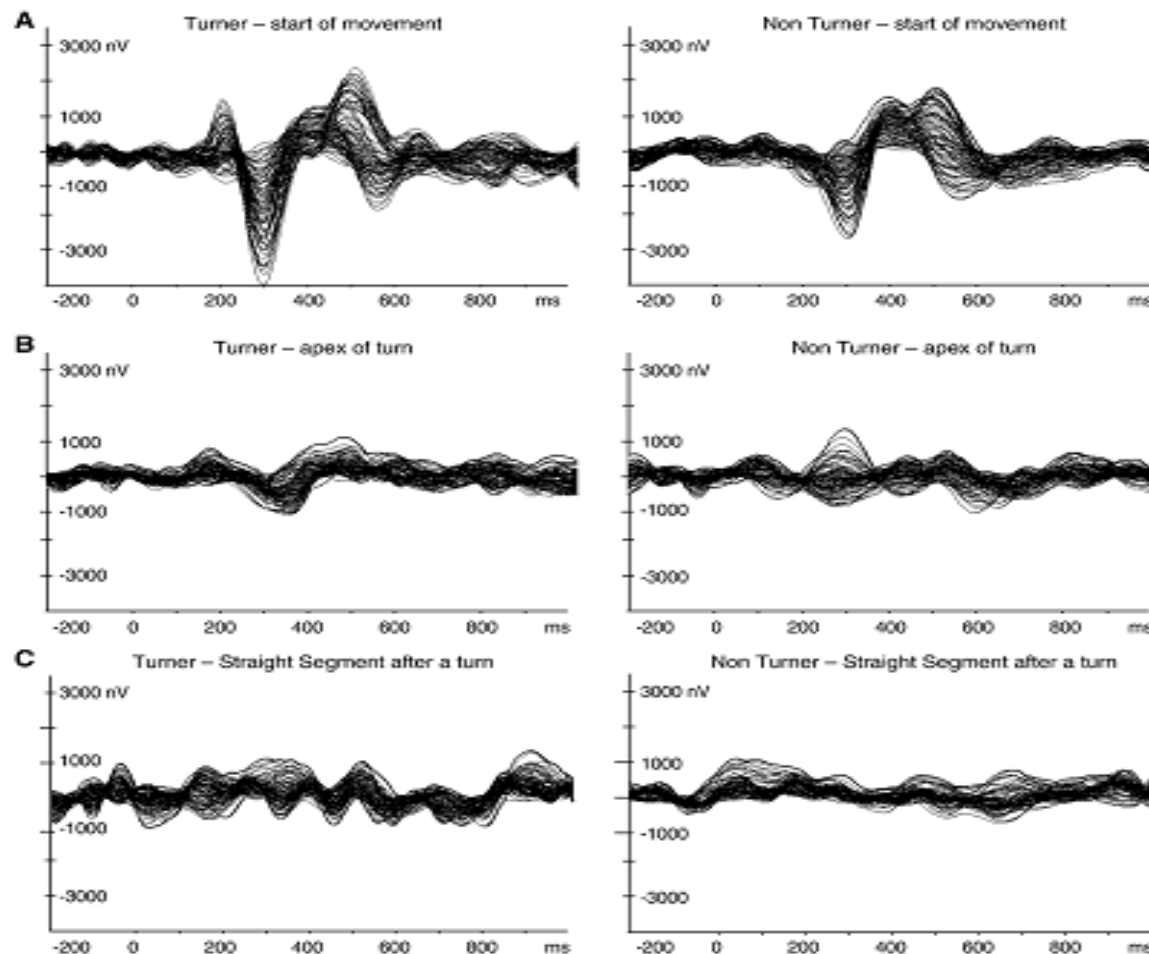 A
Turner – start of movement
3000 nV
1000
-1000
-3000
-200 0 200 400 600 800 ms
Non Turner – start of movement
3000 nV
1000
-1000
-3000
-200 0 200 400 600 800 ms
B
Turner – apex of turn
3000 nV
1000
-1000
-3000
-200 0 200 400 600 800 ms
Non Turner – apex of turn
3000 nV
1000
-1000
-3000
-200 0 200 400 600 800 ms
C
Turner – Straight Segment after a turn
3000 nV
1000
-1000
-3000
-200 0 200 400 600 800 ms
Non Turner – Straight Segment after a turn
3000 nV
1000
-1000
-3000
-200 0 200 400 600 800 ms